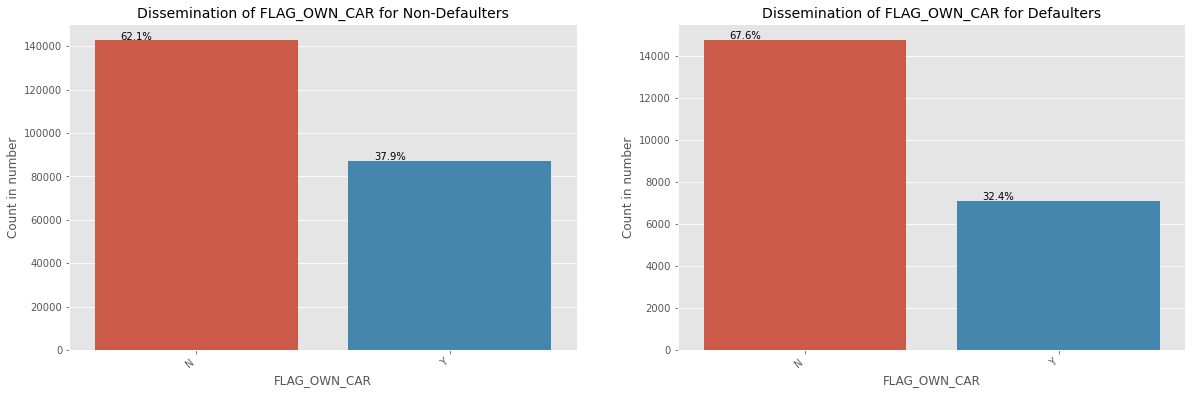 Dissemination of FLAG_OWN_CAR for Non-Defaulters
Count in number
140000
120000
100000
80000
60000
40000
20000
0
62.1%
37.9%
N
Y
FLAG_OWN_CAR
Dissemination of FLAG_OWN_CAR for Defaulters
Count in number
14000
12000
10000
8000
6000
4000
2000
0
67.6%
32.4%
N
Y
FLAG_OWN_CAR